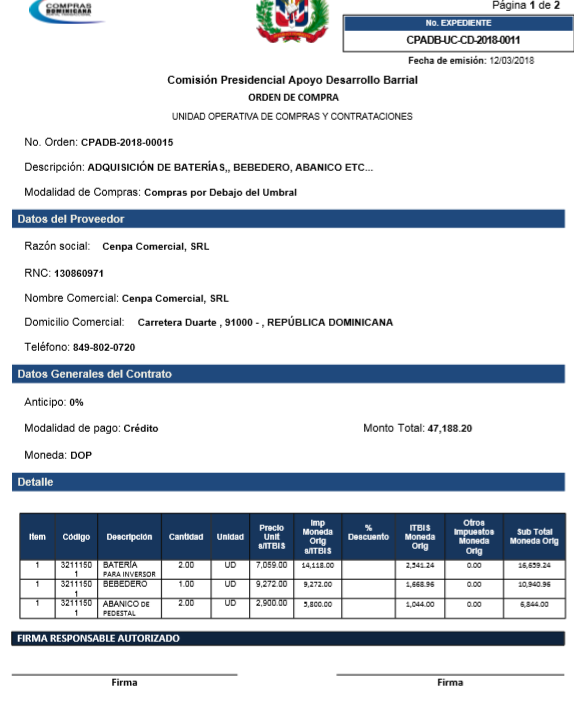 COMPRAS
DOMINICANA
Página 1 de 2
No. EXPEDIENTE
CPADB-UC-CD-2018-0011
Fecha de emisión: 12/03/2018
Comisión Presidencial Apoyo Desarrollo Barrial
ORDEN DE COMPRA
UNIDAD OPERATIVA DE COMPRAS Y CONTRATACIONES
No. Orden: CPADB-2018-00015
Descripción: ADQUISICIÓN DE BATERÍAS,, BEBEDERO, ABANICO ETC...
Modalidad de Compras: Compras por Debajo del Umbral
Datos del Proveedor
Razón social: Cenpa Comercial, SRL
RNC: 130860971
Nombre Comercial: Cenpa Comercial, SRL
Domicilio Comercial: Carretera Duarte , 91000 - , REPÚBLICA DOMINICANA
Teléfono: 849-802-0720
Datos Generales del Contrato
Anticipo: 0%
Modalidad de pago: Crédito Monto Total: 47,188.20
Moneda: DOP
Detalle
Item Código Descripción Cantidad Unidad Precio Unit s/ITBIS Imp Moneda Orig s/ITBIS % Descuento ITBIS Moneda Orig Otros Impuestos Moneda Orig Sub Total Moneda Orig
1 32111501 BATERÍA PARA INVERSOR 2.00 UD 7,059.00 14,118.00 2,541.24 0.00 16,659.24
1 32111501 BEBEDERO 1.00 UD 9,272.00 9,272.00 1,668.96 0.00 10,940.96
1 32111501 ABANICO DE PEDESTAL 2.00 UD 2,900.00 5,800.00 1,044.00 0.00 6,844.00
FIRMA RESPONSABLE AUTORIZADO
Firma Firma